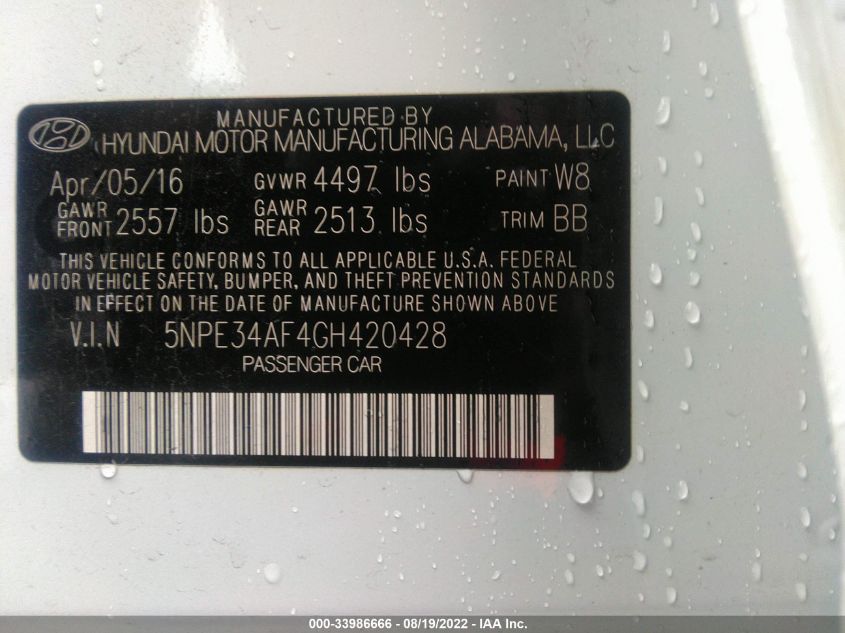 MANUFACTURED BY
HYUNDAI MOTOR MANUFACTURING ALABAMA, LLC
Apr/05/16 GVWR 4497 lbs PAINT W8
GAWR FRONT 2557 lbs GAWR REAR 2513 lbs TRIM BB
THIS VEHICLE CONFORMS TO ALL APPLICABLE U.S.A. FEDERAL
MOTOR VEHICLE SAFETY, BUMPER, AND THEFT PREVENTION STANDARDS
IN EFFECT ON THE DATE OF MANUFACTURE SHOWN ABOVE
V.I.N 5NPE34AF4GH420428
PASSENGER CAR
000-33986666 - 08/19/2022 - IAA Inc.